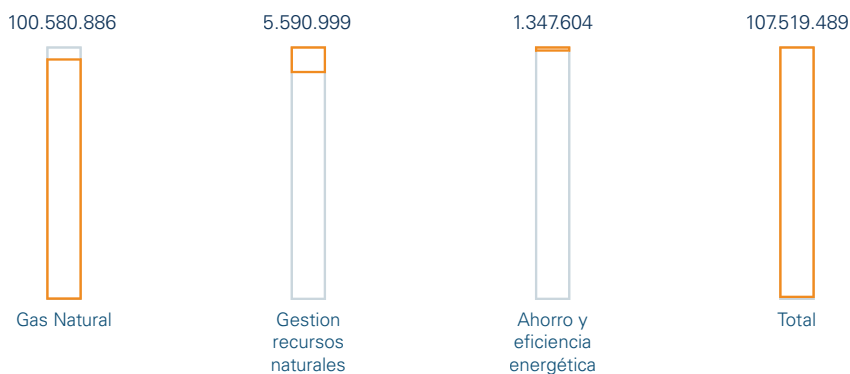 100.580.886
5.590.999
1.347.604
107.519.489
Gas Natural
Gestion
recursos
naturales
Ahorro y
eficiencia
energética
Total